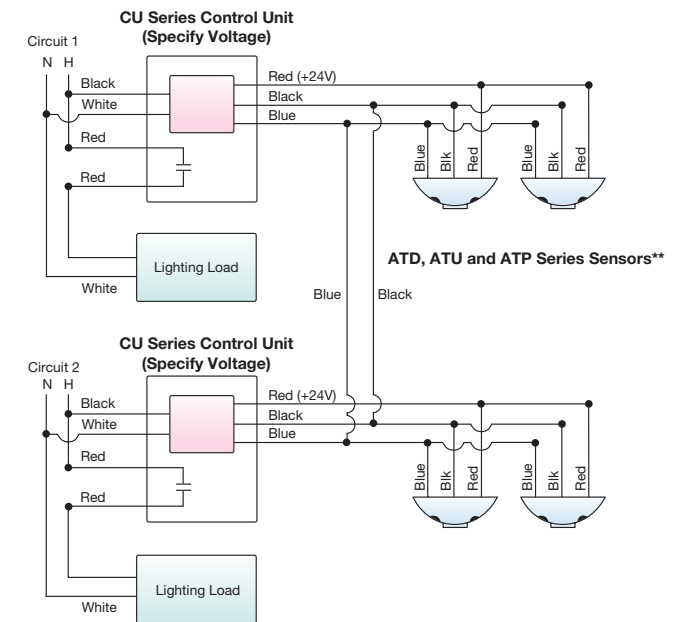 CU Series Control Unit
(Specify Voltage)
Circuit 1
N H
Black
White
Red
Red
White
Lighting Load
Red (+24V)
Black
Blue
Blue
Blk
Red
Blue
Blk
Red
ATD, ATU and ATP Series Sensors**
Blue
Black
CU Series Control Unit
(Specify Voltage)
Circuit 2
N H
Black
White
Red
Red
White
Lighting Load
Red (+24V)
Black
Blue
Blue
Blk
Red
Blue
Blk
Red